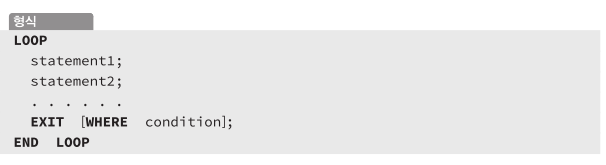 형식
LOOP
statement1;
statement2;
. . . . . .
EXIT [WHERE condition];
END LOOP